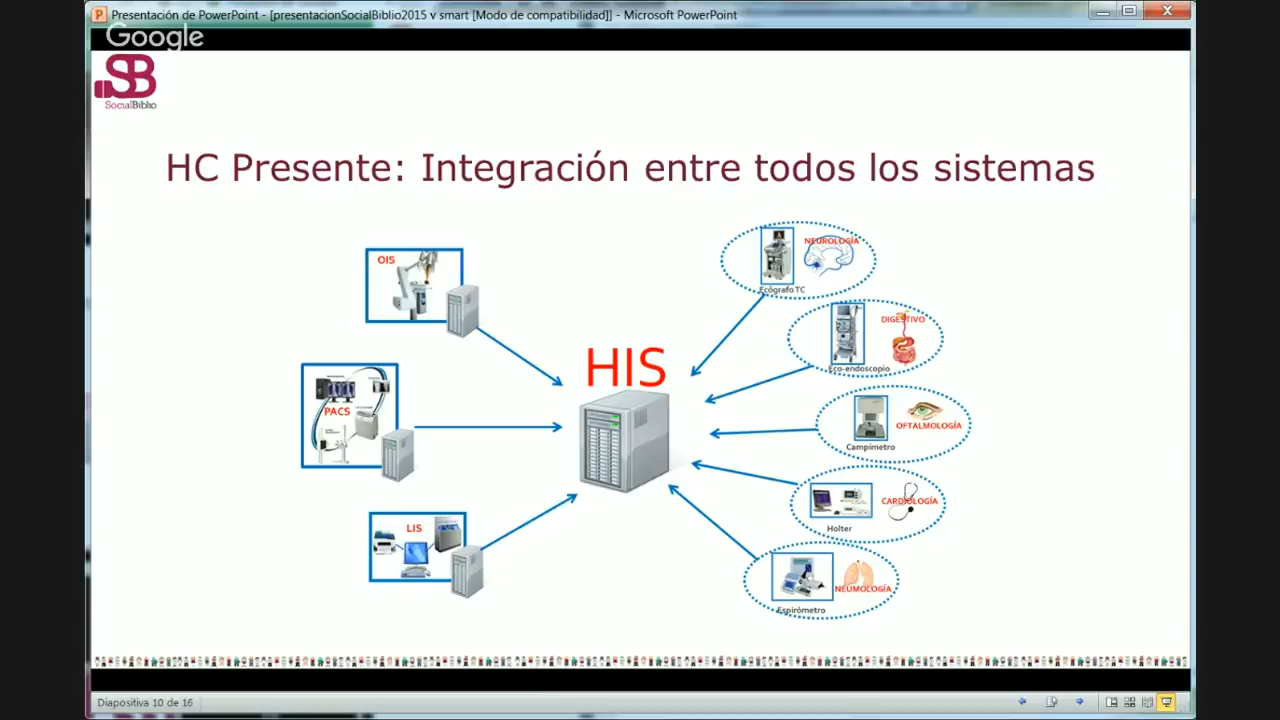 Presentación de PowerPoint - [presentacionSocialBiblio2015 v smart [Modo de compatibilidad]] - Microsoft PowerPoint
Google
SB
SocialBiblio
HC Presente: Integración entre todos los sistemas
OIS
PACS
LIS
HIS
NEUROLOGÍA
Ecógrafo TC
DIGESTIVO
Eco-endoscopio
OFTALMOLOGÍA
Campímetro
CARDIOLOGÍA
Holter
NEUMOLOGÍA
Espirómetro
Diapositiva 10 de 16